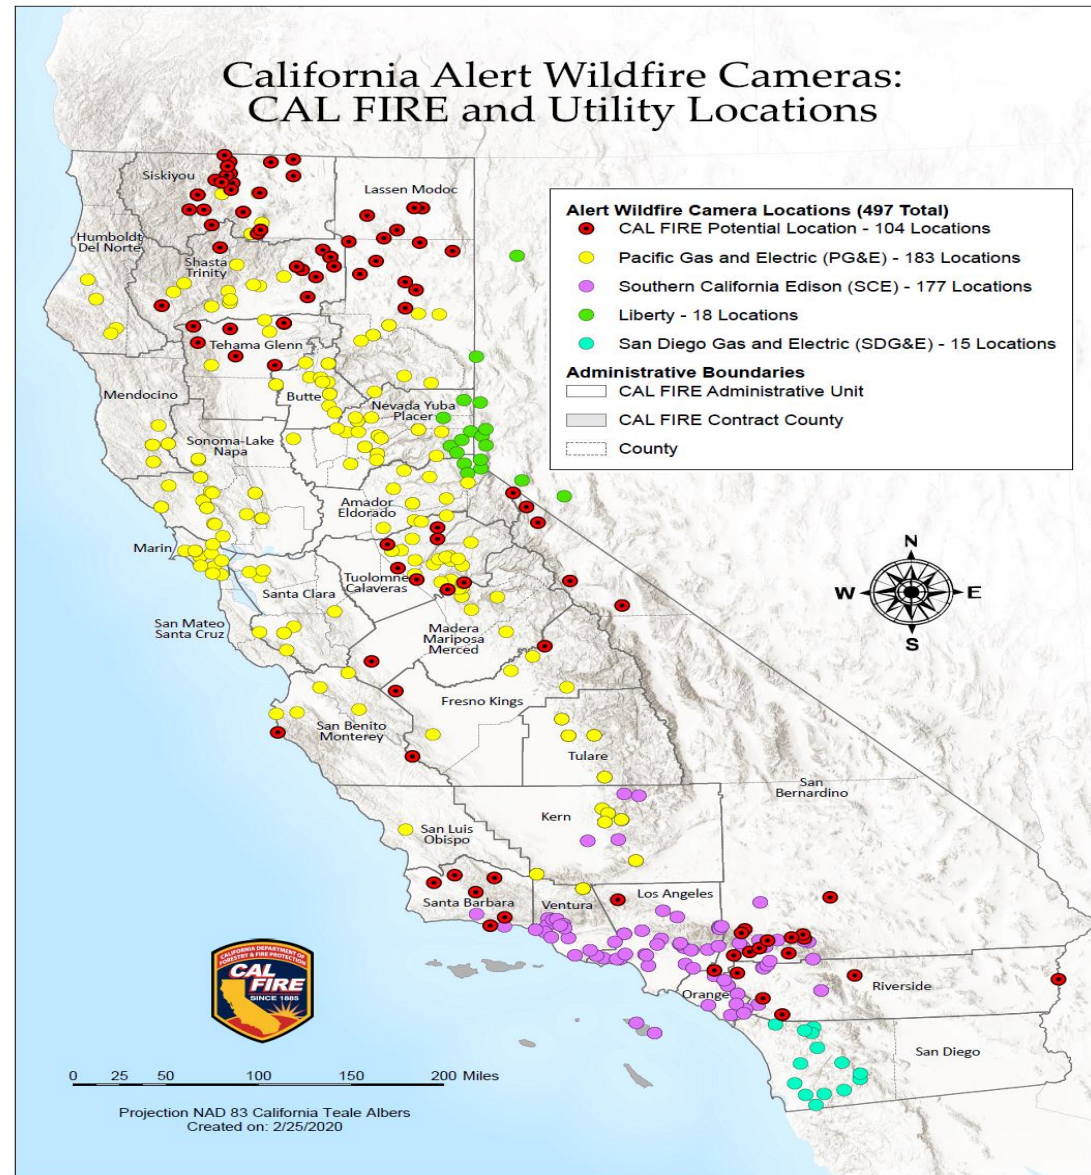 California Alert Wildfire Cameras:
CAL FIRE and Utility Locations
Alert Wildfire Camera Locations (497 Total)
CAL FIRE Potential Location - 104 Locations
Pacific Gas and Electric (PG&E) - 183 Locations
Southern California Edison (SCE) - 177 Locations
Liberty - 18 Locations
San Diego Gas and Electric (SDG&E) - 15 Locations
Administrative Boundaries
CAL FIRE Administrative Unit
CAL FIRE Contract County
County
Siskiyou
Lassen Modoc
Humboldt
Del Norte
Shasta
Trinity
Tehama Glenn
Mendocino
Butte
Nevada Yuba
Placer
Sonoma-Lake
Napa
Amador
Eldorado
Marin
Tuolomne
Calaveras
Santa Clara
San Mateo
Santa Cruz
Madera
Mariposa
Merced
Fresno Kings
San Benito
Monterey
Tulare
San
Bernardino
Kern
San Luis
Obispo
Santa Barbara
Ventura
Los Angeles
Orange
Riverside
San Diego
N
W
E
S
CALIFORNIA DEPARTMENT OF
FORESTRY & FIRE PROTECTION
CAL
FIRE
SINCE 1885
0 25 50 100 150 200 Miles
Projection NAD 83 California Teale Albers
Created on: 2/25/2020